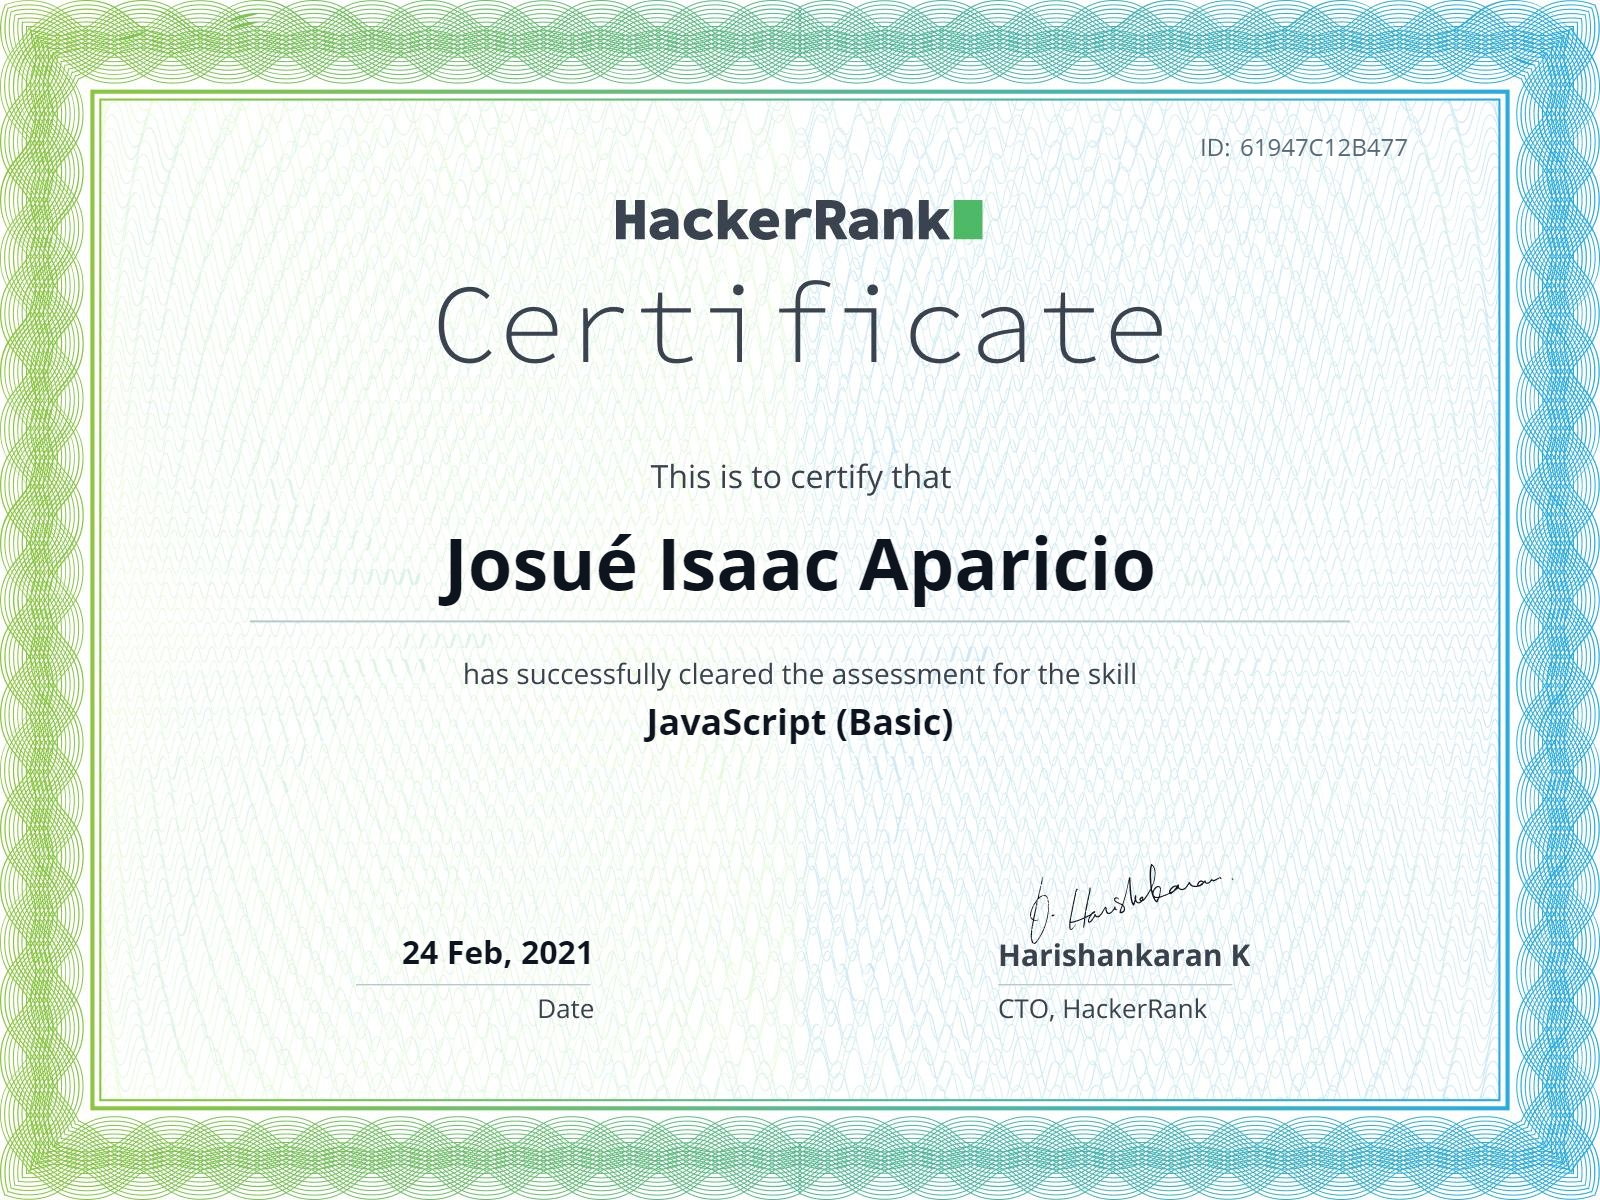 ID: 61947C12B477
HackerRank
Certificate
This is to certify that
Josué Isaac Aparicio
has successfully cleared the assessment for the skill
JavaScript (Basic)
24 Feb, 2021
Date
Harishankaran K
CTO, HackerRank